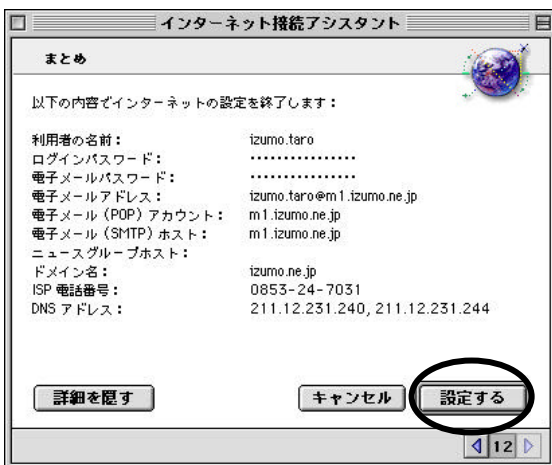 インターネット接続アシスタント
まとめ
以下の内容でインターネットの設定を終了します：
利用者の名前： izumo.taro
ログインパスワード： ················
電子メールパスワード： ················
電子メールアドレス： izumo.taro@m1.izumo.ne.jp
電子メール（POP）アカウント： m1.izumo.ne.jp
電子メール（SMTP）ホスト： m1.izumo.ne.jp
ニュースグループホスト：
ドメイン名： izumo.ne.jp
ISP 電話番号： 0853-24-7031
DNS アドレス： 211.12.231.240, 211.12.231.244
詳細を隠す キャンセル 設定する
12